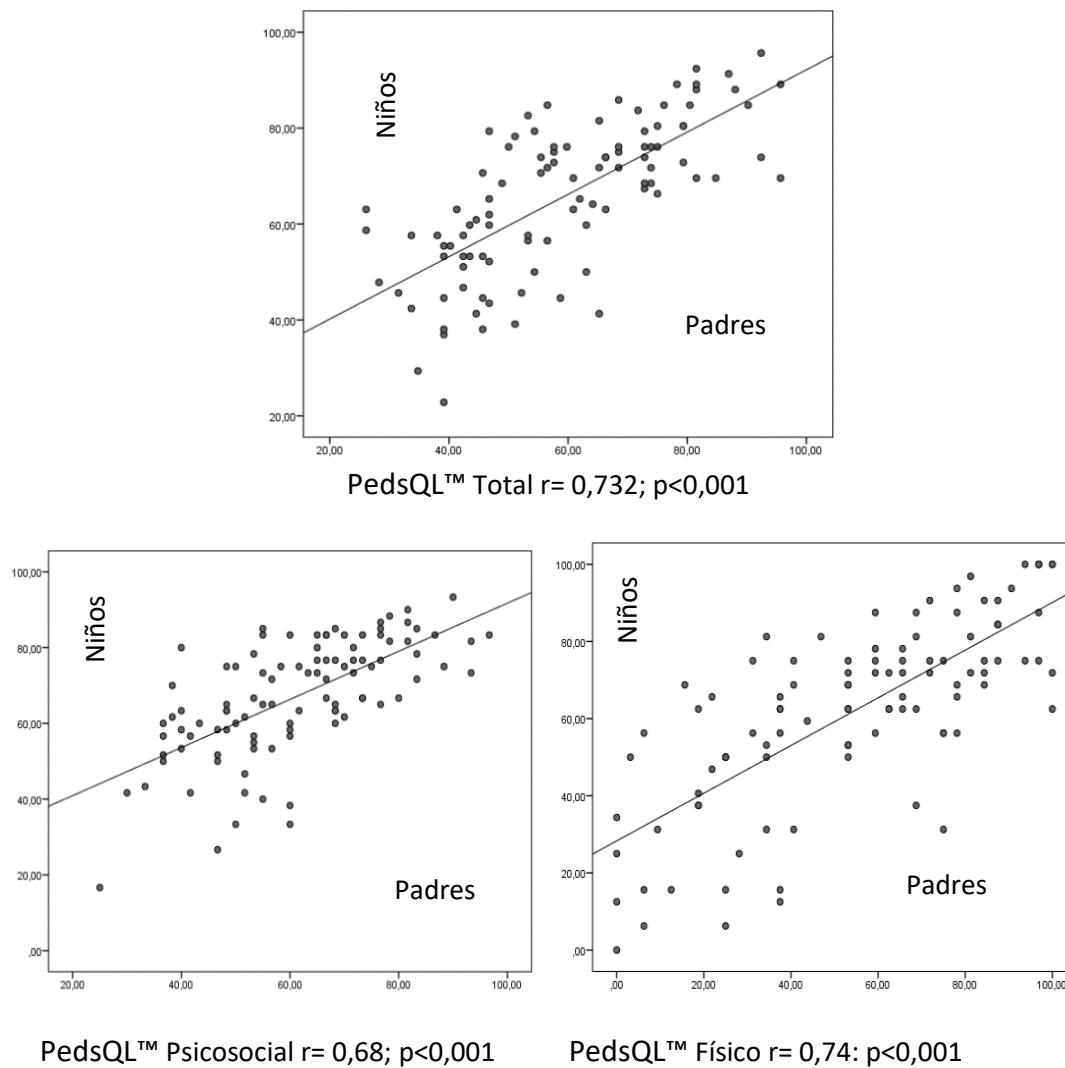 100,00
80,00
60,00
40,00
20,00
Niños
Padres
20,00 40,00 60,00 80,00 100,00
PedsQL™ Total r= 0,732; p<0,001
100,00
80,00
60,00
40,00
20,00
,00
Niños
Padres
20,00 40,00 60,00 80,00 100,00
PedsQL™ Psicosocial r= 0,68; p<0,001
100,00
80,00
60,00
40,00
20,00
,00
Niños
Padres
,00 20,00 40,00 60,00 80,00 100,00
PedsQL™ Físico r= 0,74: p<0,001